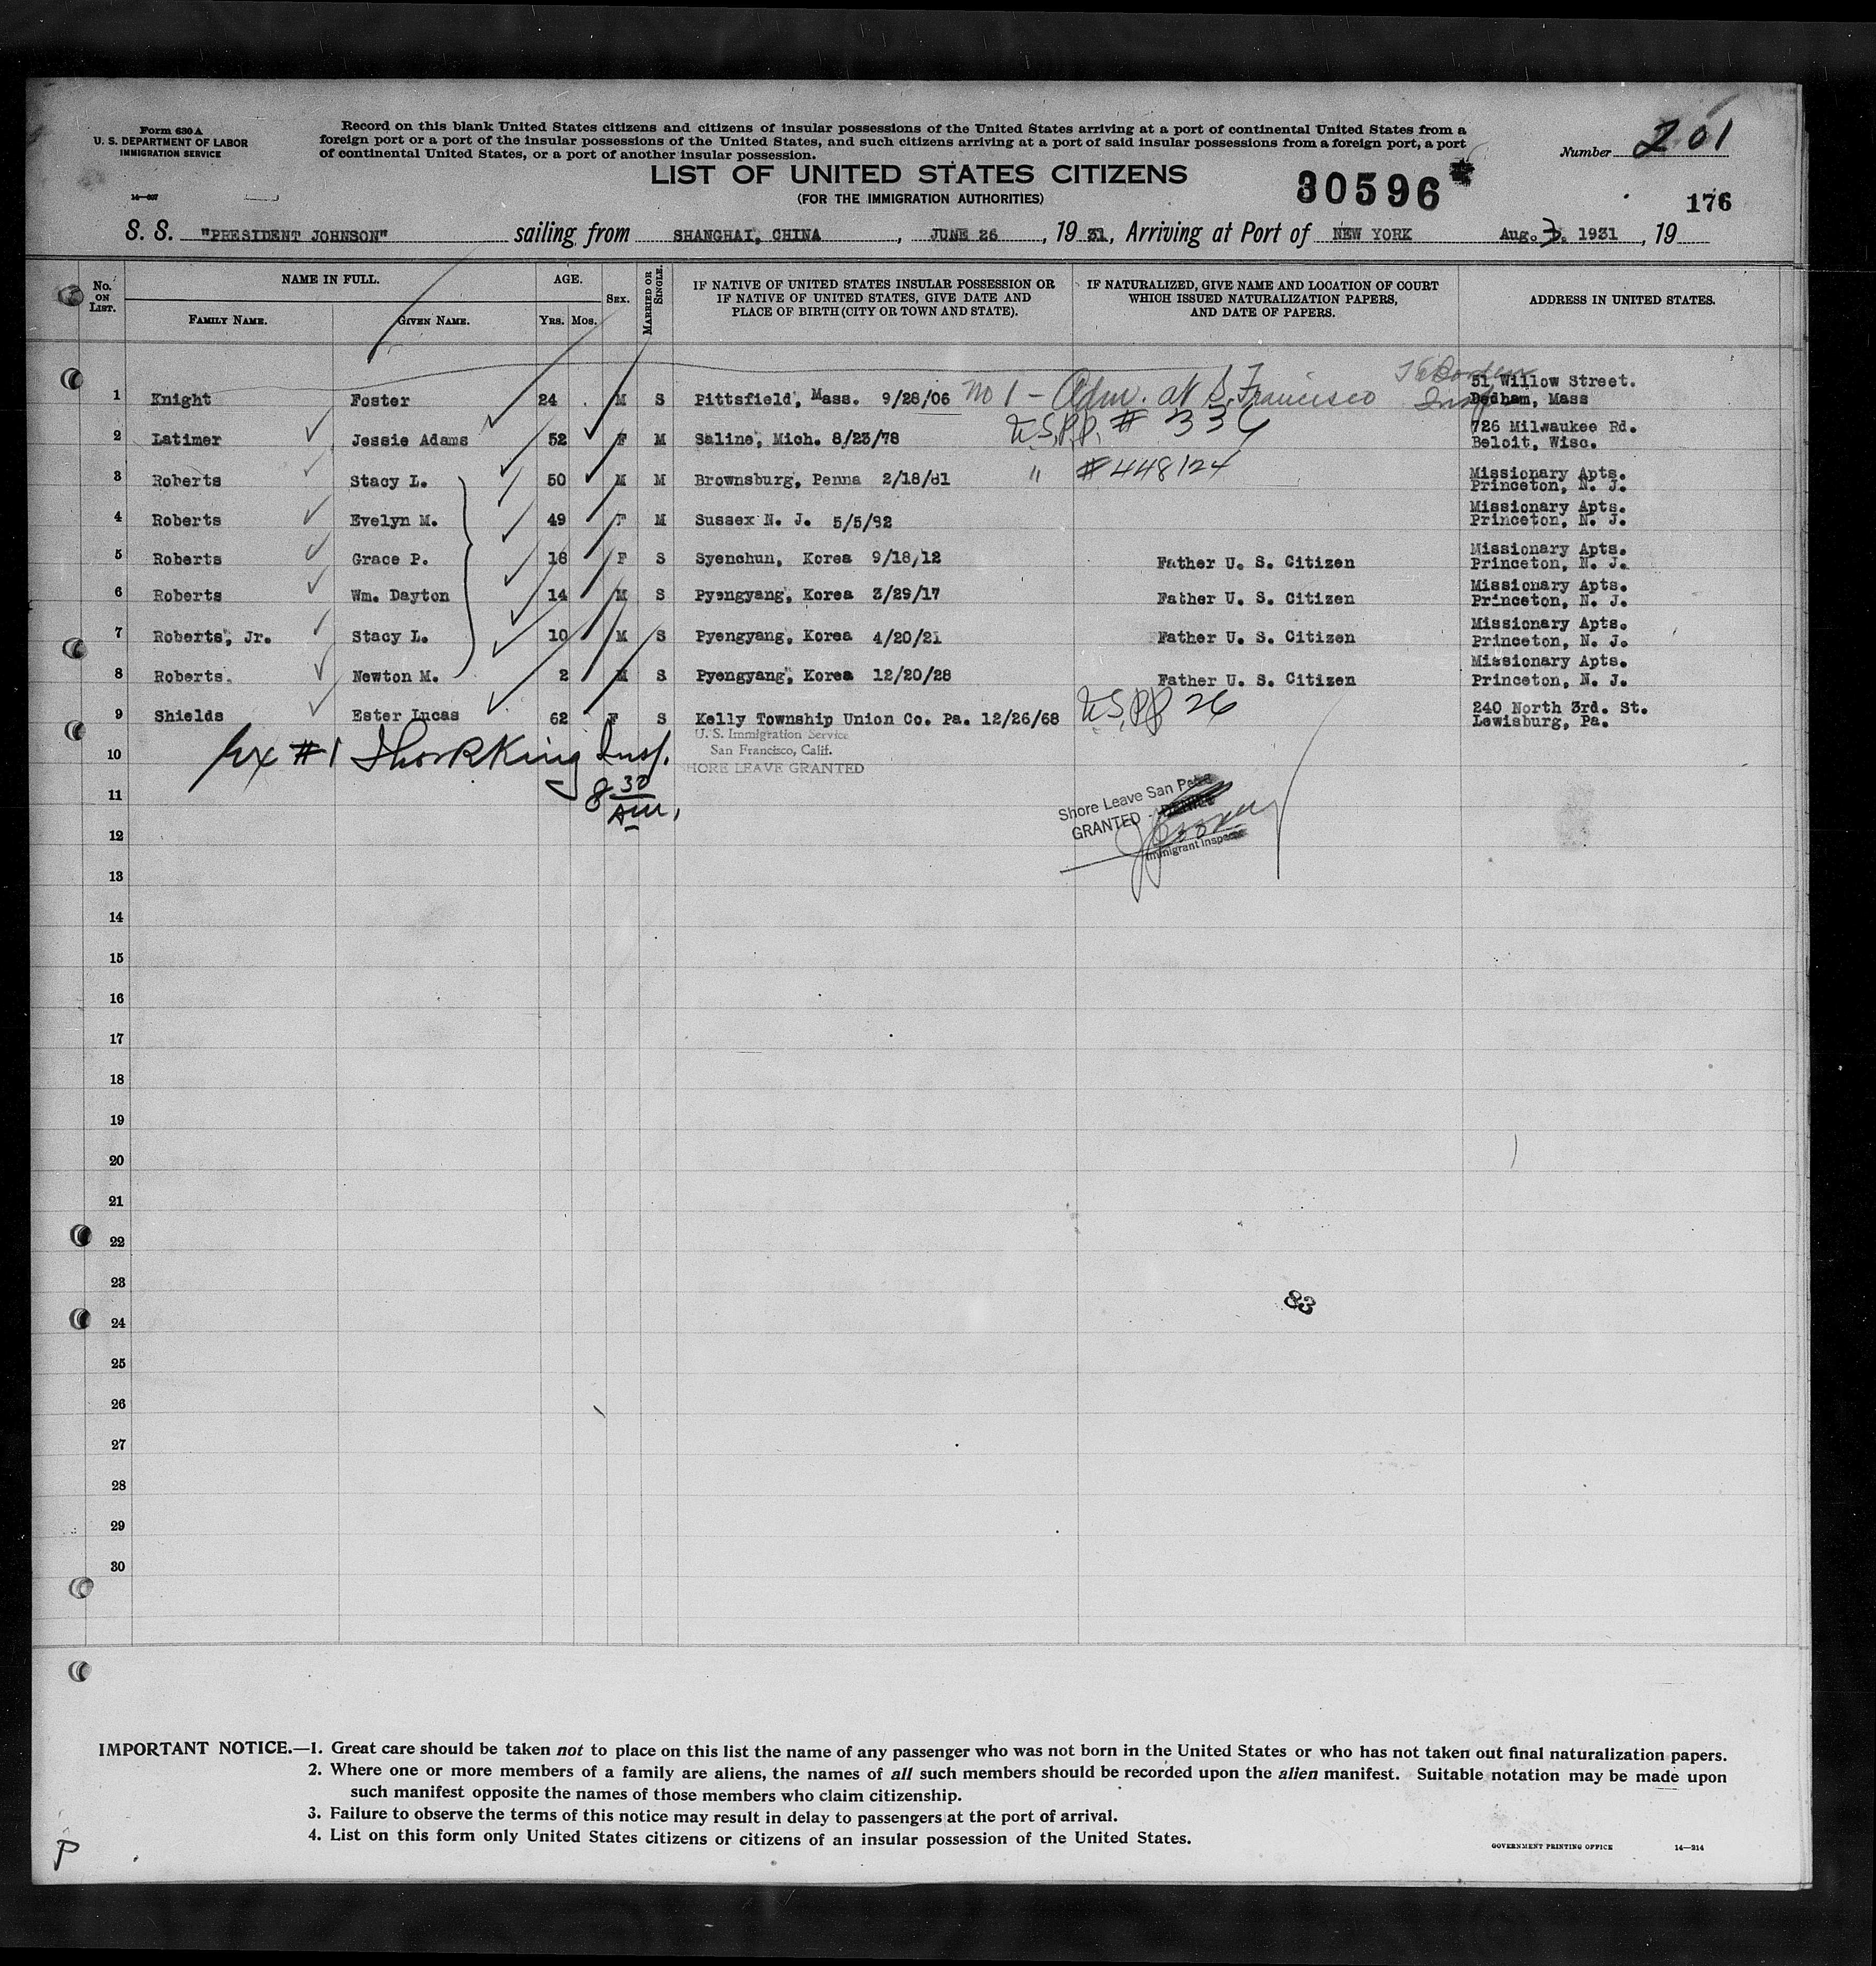 Form 630 A
U. S. DEPARTMENT OF LABOR
IMMIGRATION SERVICE
14—207
Record on this blank United States citizens and citizens of insular possessions of the United States arriving at a port of continental United States from a
foreign port or a port of the insular possessions of the United States, and such citizens arriving at a port of said insular possessions from a foreign port, a port
of continental United States, or a port of another insular possession.
Number 201
LIST OF UNITED STATES CITIZENS
(FOR THE IMMIGRATION AUTHORITIES)
30596
176
S. S. "PRESIDENT JOHNSON" sailing from SHANGHAI, CHINA, JUNE 26, 1931, Arriving at Port of NEW YORK Aug. 3. 1931, 19
No. ON LIST. NAME IN FULL. FAMILY NAME. GIVEN NAME. AGE. YRS. MOS. SEX. MARRIED OR SINGLE. IF NATIVE OF UNITED STATES INSULAR POSSESSION OR IF NATIVE OF UNITED STATES, GIVE DATE AND PLACE OF BIRTH (CITY OR TOWN AND STATE). IF NATURALIZED, GIVE NAME AND LOCATION OF COURT WHICH ISSUED NATURALIZATION PAPERS, AND DATE OF PAPERS. ADDRESS IN UNITED STATES.
1 Knight Foster 24 M S Pittsfield, Mass. 9/28/06 No 1 - Adm. at S. Francisco 51 Willow Street. Dedham, Mass
2 Latimer Jessie Adams 52 F M Saline, Mich. 8/23/78 U.S.P.P. # 336 726 Milwaukee Rd. Beloit, Wisc.
3 Roberts Stacy L. 50 M M Brownsburg, Penna 2/18/81 " #448124 Missionary Apts. Princeton, N. J.
4 Roberts Evelyn M. 49 F M Sussex N. J. 5/5/82 Missionary Apts. Princeton, N. J.
5 Roberts Grace P. 18 F S Syenchun, Korea 9/18/12 Father U. S. Citizen Missionary Apts. Princeton, N. J.
6 Roberts Wm. Dayton 14 M S Pyengyang, Korea 3/29/17 Father U. S. Citizen Missionary Apts. Princeton, N. J.
7 Roberts, Jr. Stacy L. 10 M S Pyengyang, Korea 4/20/21 Father U. S. Citizen Missionary Apts. Princeton, N. J.
8 Roberts. Newton M. 2 M S Pyengyang, Korea 12/20/28 Father U. S. Citizen Missionary Apts. Princeton, N. J.
9 Shields Ester Lucas 62 F S Kelly Township Union Co. Pa. 12/26/68 U.S.P.P. 26 240 North 3rd. St. Lewisburg, Pa.
Ex #1 Insp.
8 30 AM.
U. S. Immigration Service
San Francisco, Calif.
SHORE LEAVE GRANTED
Shore Leave San Pedro
GRANTED - DENIED
Immigrant Inspector
10
11
12
13
14
15
16
17
18
19
20
21
22
23
83
24
25
26
27
28
29
30
IMPORTANT NOTICE.—1. Great care should be taken not to place on this list the name of any passenger who was not born in the United States or who has not taken out final naturalization papers.
2. Where one or more members of a family are aliens, the names of all such members should be recorded upon the alien manifest. Suitable notation may be made upon
such manifest opposite the names of those members who claim citizenship.
3. Failure to observe the terms of this notice may result in delay to passengers at the port of arrival.
4. List on this form only United States citizens or citizens of an insular possession of the United States.
GOVERNMENT PRINTING OFFICE 14—214
P